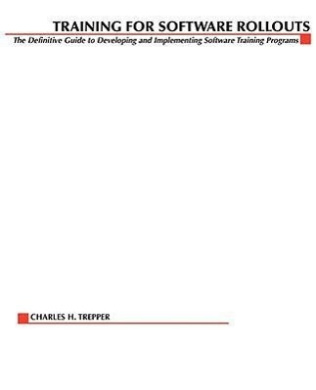 TRAINING FOR SOFTWARE ROLLOUTS
The Definitive Guide to Developing and Implementing Software Training Programs
CHARLES H. TREPPER